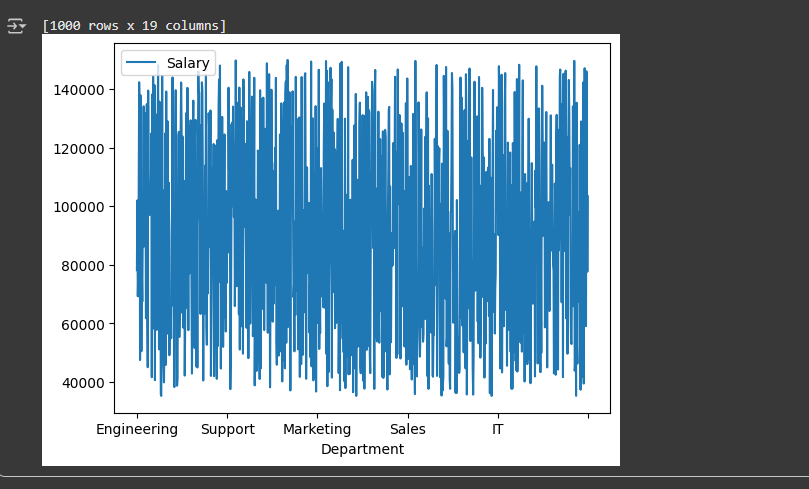 [1000 rows x 19 columns]
Salary
140000
120000
100000
80000
60000
40000
Engineering Support Marketing Sales IT
Department